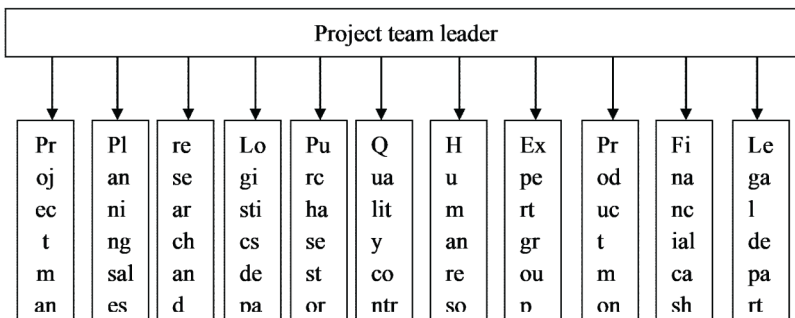 Project team leader
Pr
oj
ec
t
m
an
Pl
an
ni
ng
sal
es
re
se
ar
ch
an
d
Lo
gi
sti
cs
de
pa
Pu
rc
ha
se
st
or
Q
ua
lit
y
co
ntr
H
u
m
an
re
so
Ex
pe
rt
gr
ou
p
Pr
od
uc
t
m
on
Fi
na
nc
ial
ca
sh
Le
ga
l
de
pa
rt